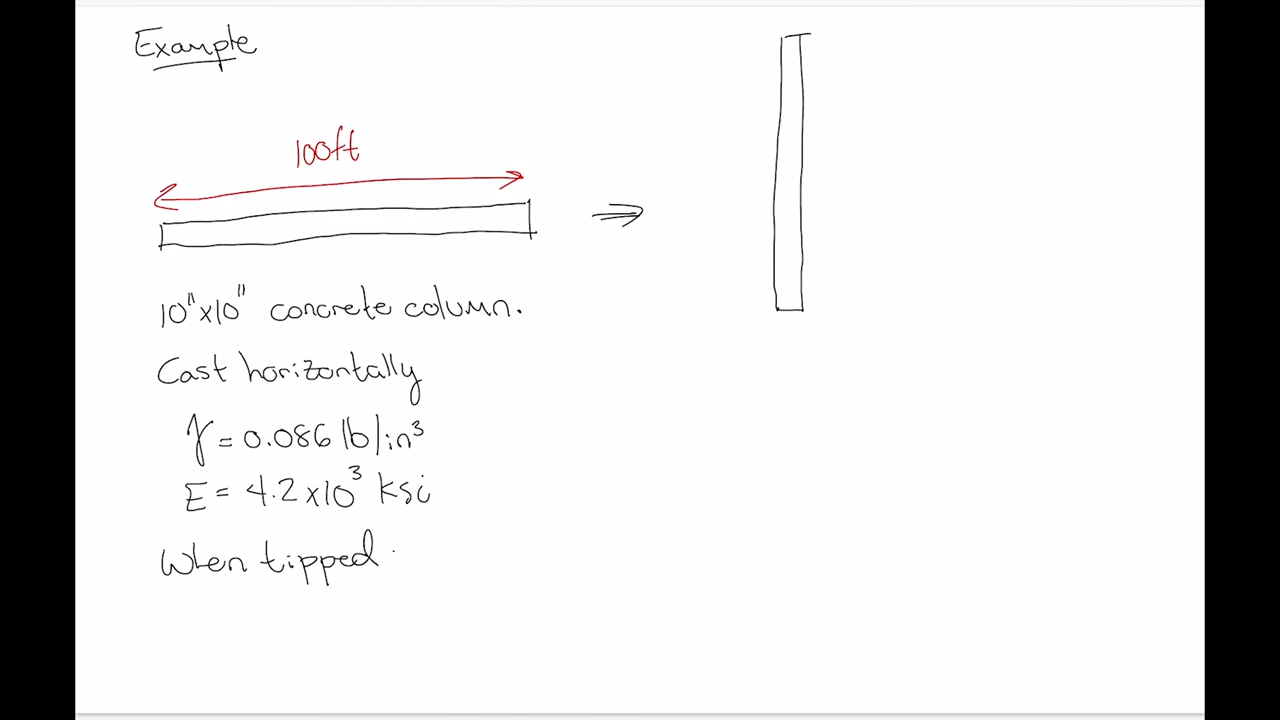 Example
100ft
10"x10" concrete column.
Cast horizontally
γ = 0.086 lb/in³
E = 4.2x10³ ksi
When tipped